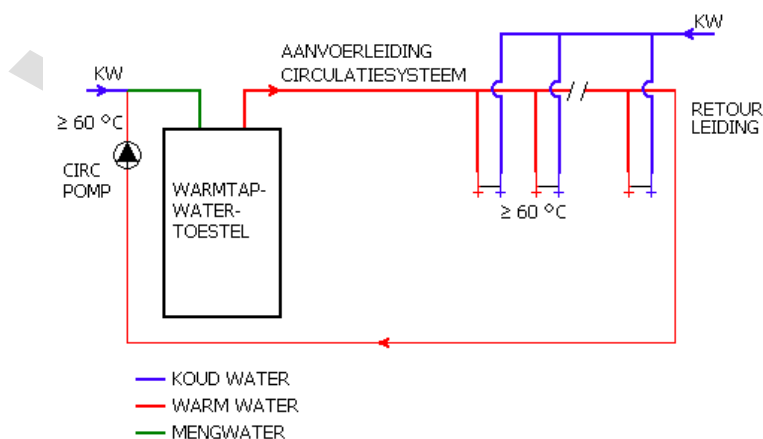 KW
AANVOERLEIDING
CIRCULATIESYSTEEM
KW
≥ 60 °C
RETOUR
LEIDING
CIRC
POMP
WARMTAP-
WATER-
TOESTEL
≥ 60 °C
KOUD WATER
WARM WATER
MENGWATER